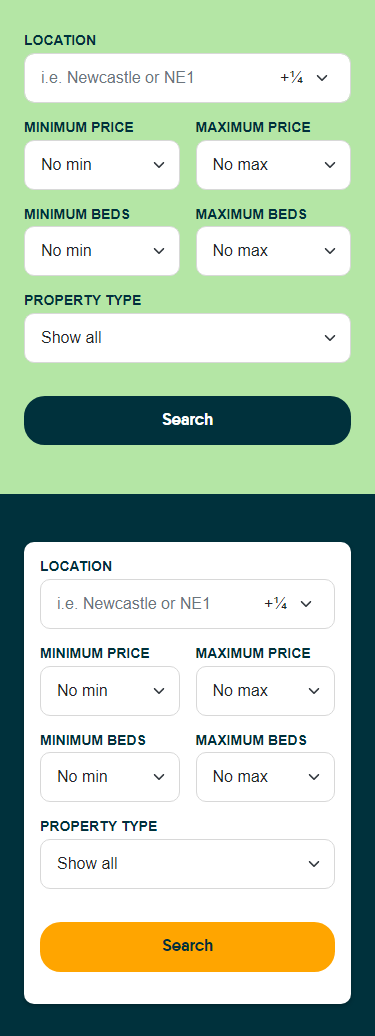 LOCATION
i.e. Newcastle or NE1 +¼
MINIMUM PRICE MAXIMUM PRICE
No min No max
MINIMUM BEDS MAXIMUM BEDS
No min No max
PROPERTY TYPE
Show all
Search
LOCATION
i.e. Newcastle or NE1 +¼
MINIMUM PRICE MAXIMUM PRICE
No min No max
MINIMUM BEDS MAXIMUM BEDS
No min No max
PROPERTY TYPE
Show all
Search